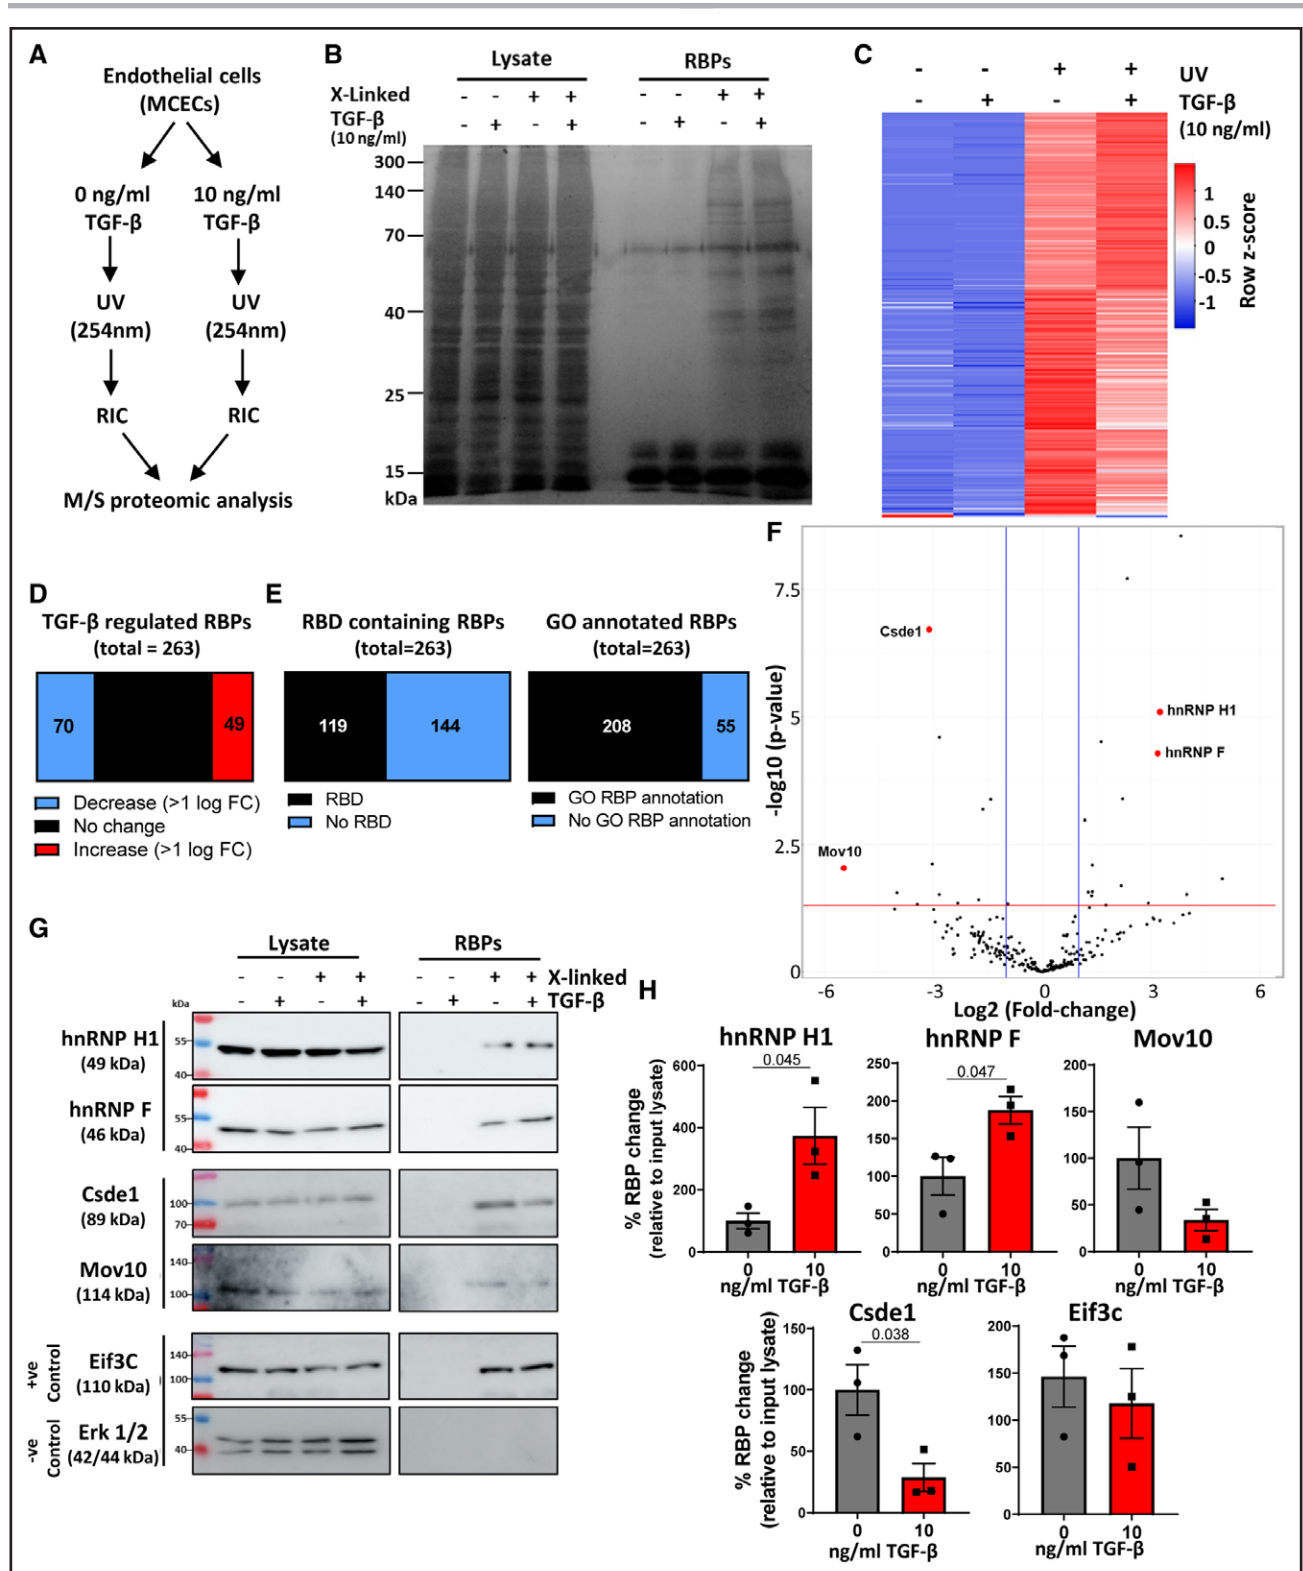 A
Endothelial cells
(MCECs)
0 ng/ml
TGF-β
10 ng/ml
TGF-β
UV
(254nm)
UV
(254nm)
RIC
RIC
M/S proteomic analysis
B
Lysate
RBPs
X-Linked - - + + - - + +
TGF-β - + - + - + - +
(10 ng/ml)
300
140
70
40
25
15
kDa
C
- - + + UV
- + - + TGF-β
(10 ng/ml)
1
0.5
0
-0.5
-1
Row z-score
D
TGF-β regulated RBPs
(total = 263)
70
49
Decrease (>1 log FC)
No change
Increase (>1 log FC)
E
RBD containing RBPs
(total=263)
119
144
RBD
No RBD
GO annotated RBPs
(total=263)
208
55
GO RBP annotation
No GO RBP annotation
F
7.5
5
2.5
0
-log10 (p-value)
Csde1
hnRNP H1
hnRNP F
Mov10
-6 -3 0 3 6
Log2 (Fold-change)
G
Lysate
RBPs
- - + + - - + + X-linked
- + - + - + - + TGF-β
kDa
hnRNP H1
(49 kDa)
55
40
hnRNP F
(46 kDa)
55
40
Csde1
(89 kDa)
100
70
Mov10
(114 kDa)
140
100
+ve
Control
Eif3C
(110 kDa)
140
100
-ve
Control
Erk 1/2
(42/44 kDa)
55
40
H
% RBP change
(relative to input lysate)
hnRNP H1
600
400
200
0
0.045
0 10
ng/ml TGF-β
hnRNP F
250
200
150
100
50
0
0.047
0 10
ng/ml TGF-β
Mov10
200
150
100
50
0
0 10
ng/ml TGF-β
% RBP change
(relative to input lysate)
Csde1
150
100
50
0
0.038
0 10
ng/ml TGF-β
Eif3c
200
150
100
50
0
0 10
ng/ml TGF-β